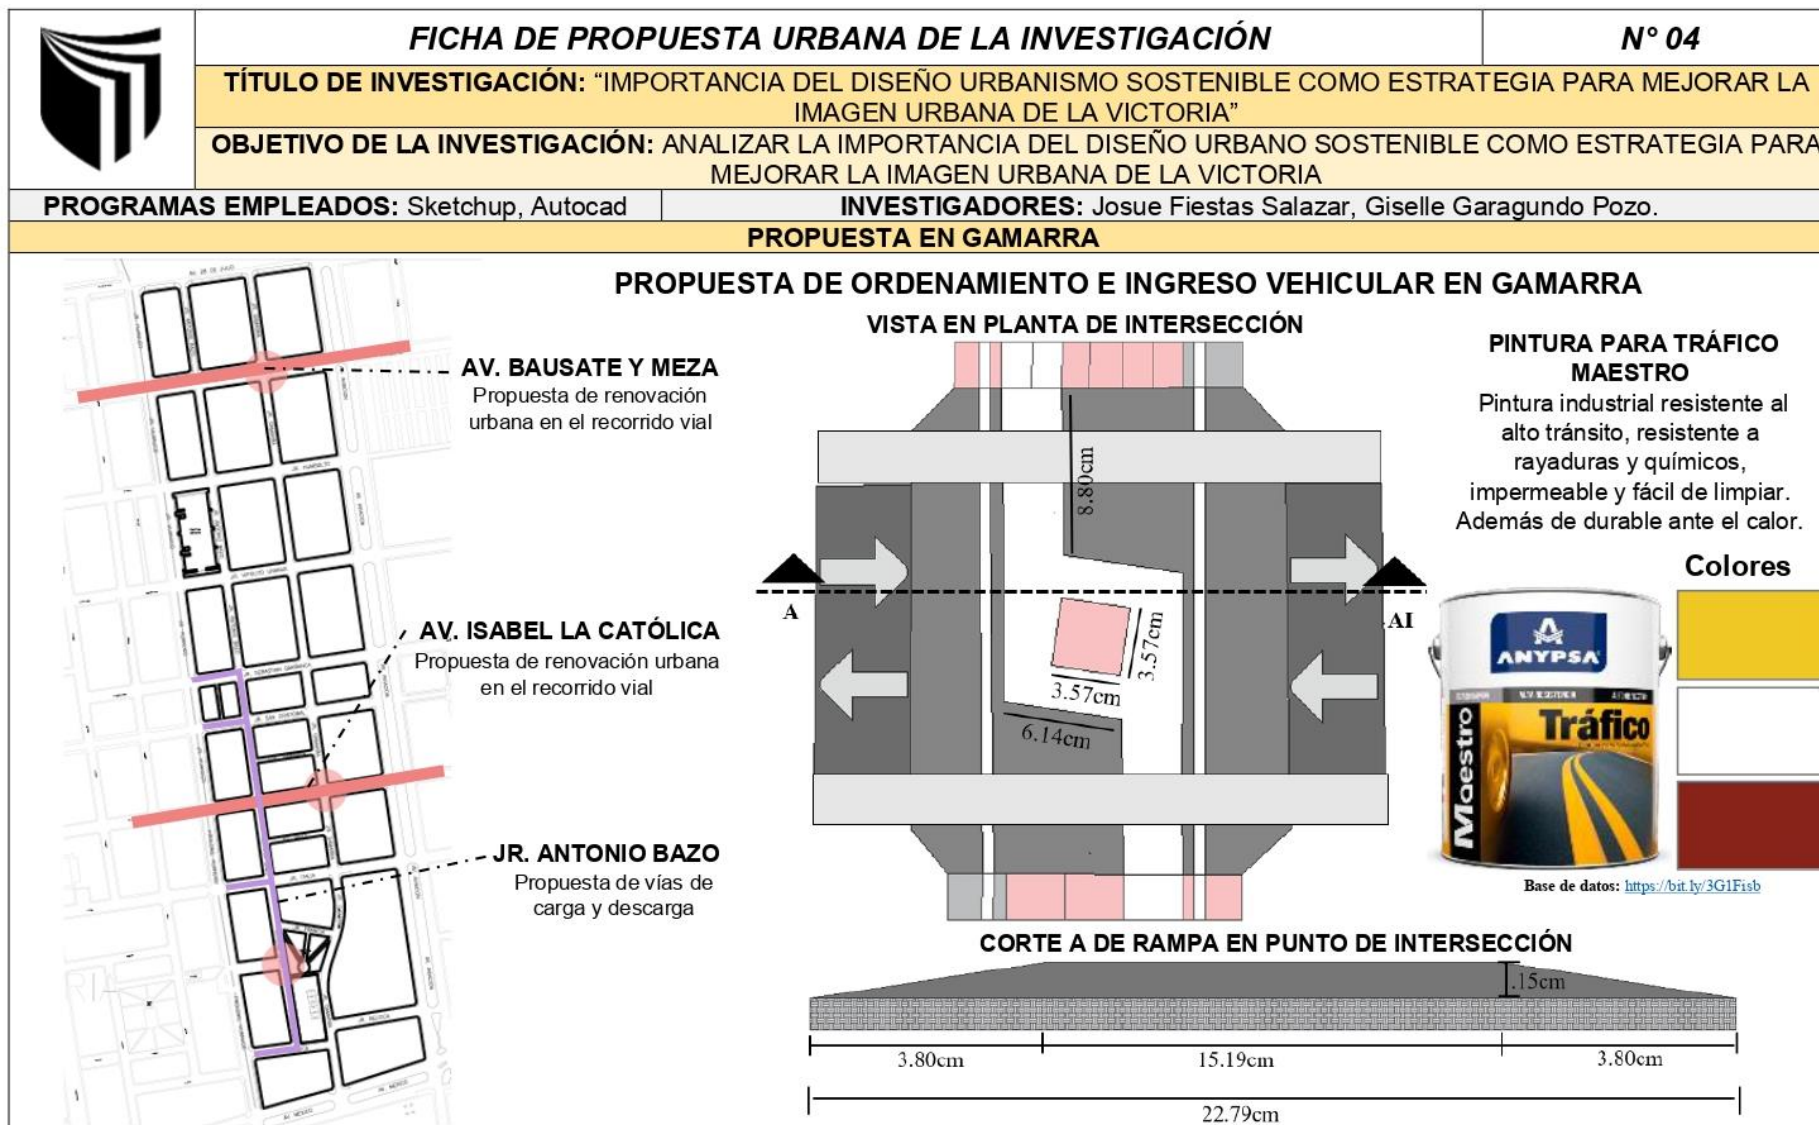 FICHA DE PROPUESTA URBANA DE LA INVESTIGACIÓN
N° 04
TÍTULO DE INVESTIGACIÓN: “IMPORTANCIA DEL DISEÑO URBANISMO SOSTENIBLE COMO ESTRATEGIA PARA MEJORAR LA
IMAGEN URBANA DE LA VICTORIA”
OBJETIVO DE LA INVESTIGACIÓN: ANALIZAR LA IMPORTANCIA DEL DISEÑO URBANO SOSTENIBLE COMO ESTRATEGIA PARA
MEJORAR LA IMAGEN URBANA DE LA VICTORIA
PROGRAMAS EMPLEADOS: Sketchup, Autocad
INVESTIGADORES: Josue Fiestas Salazar, Giselle Garagundo Pozo.
PROPUESTA EN GAMARRA
PROPUESTA DE ORDENAMIENTO E INGRESO VEHICULAR EN GAMARRA
AV. 28 DE JULIO
AV. BAUSATE Y MEZA
Propuesta de renovación
urbana en el recorrido vial
AV. ISABEL LA CATÓLICA
Propuesta de renovación urbana
en el recorrido vial
JR. ANTONIO BAZO
Propuesta de vías de
carga y descarga
AV. MEXICO
VISTA EN PLANTA DE INTERSECCIÓN
8.80cm
A
AI
3.57cm
3.57cm
6.14cm
PINTURA PARA TRÁFICO
MAESTRO
Pintura industrial resistente al
alto tránsito, resistente a
rayaduras y químicos,
impermeable y fácil de limpiar.
Además de durable ante el calor.
Colores
ANYPSA
Maestro
Tráfico
Base de datos: https://bit.ly/3G1Fisb
CORTE A DE RAMPA EN PUNTO DE INTERSECCIÓN
.15cm
3.80cm
15.19cm
3.80cm
22.79cm